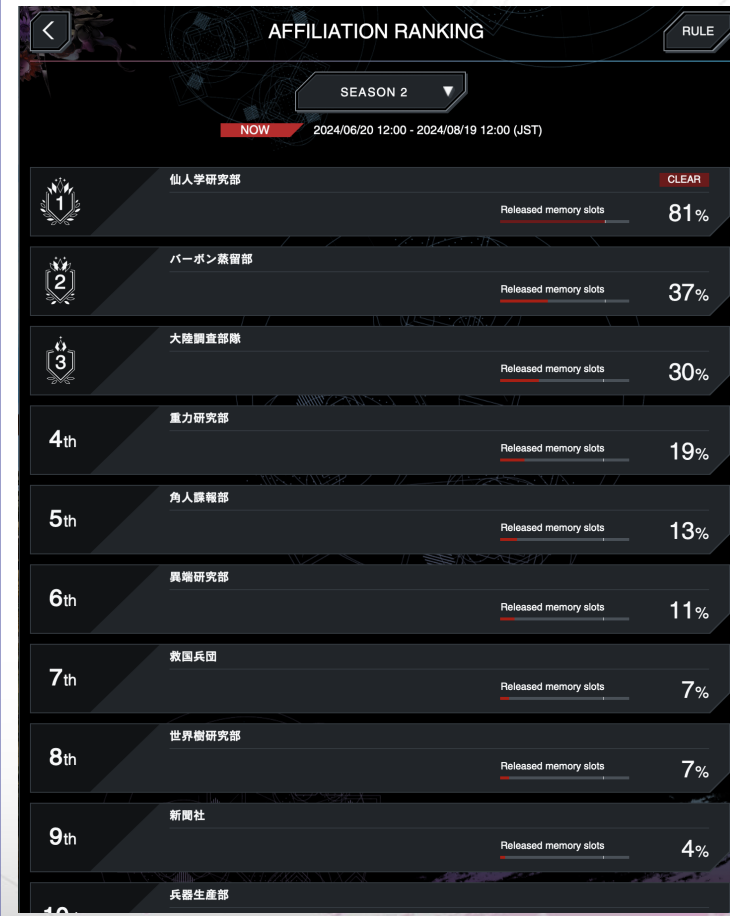 AFFILIATION RANKING
RULE
SEASON 2 ▼
NOW 2024/06/20 12:00 - 2024/08/19 12:00 (JST)
1
仙人学研究部
CLEAR
Released memory slots 81%
2
バーボン蒸留部
Released memory slots 37%
3
大陸調査部隊
Released memory slots 30%
4th
重力研究部
Released memory slots 19%
5th
角人諜報部
Released memory slots 13%
6th
異端研究部
Released memory slots 11%
7th
救国兵団
Released memory slots 7%
8th
世界樹研究部
Released memory slots 7%
9th
新聞社
Released memory slots 4%
兵器生産部